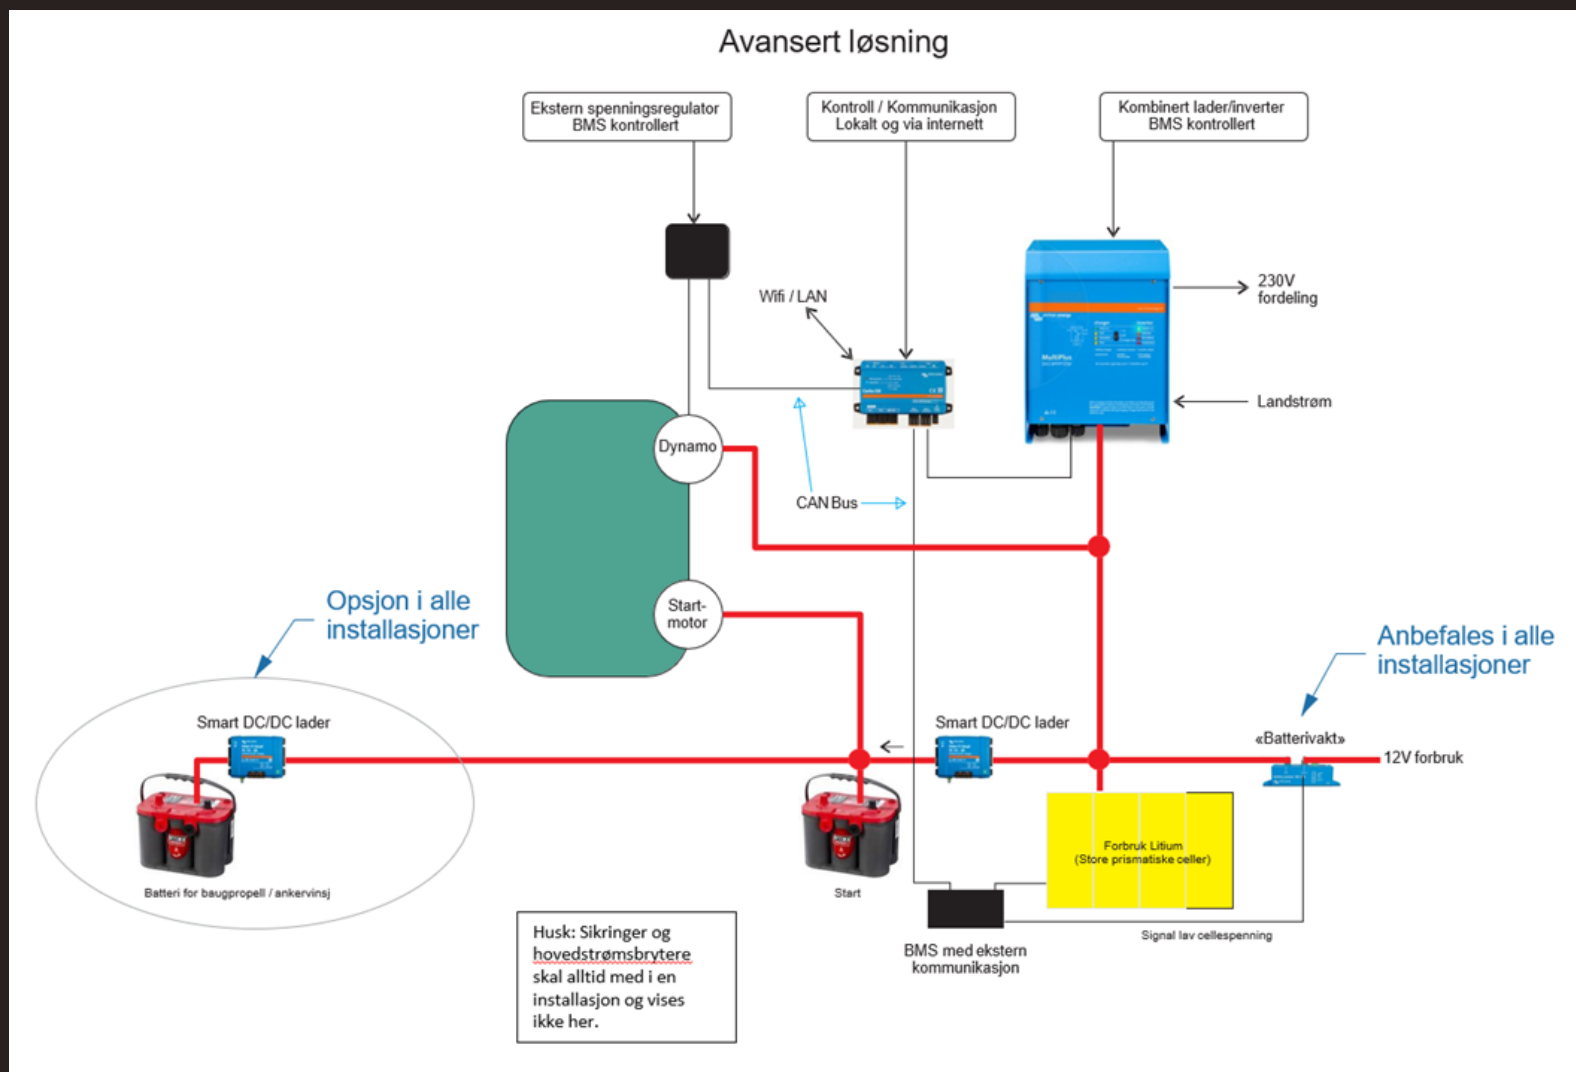 Avansert løsning
Ekstern spenningsregulator
BMS kontrollert
Kontroll / Kommunikasjon
Lokalt og via internett
Kombinert lader/inverter
BMS kontrollert
Wifi / LAN
230V
fordeling
MultiPlus
Landstrøm
Dynamo
CAN Bus
Start-
motor
Opsjon i alle
installasjoner
Anbefales i alle
installasjoner
Smart DC/DC lader
Smart DC/DC lader
«Batterivakt»
12V forbruk
Forbruk Litium
(Store prismatiske celler)
Batteri for baugpropell / ankervinsj
Start
Signal lav cellespenning
BMS med ekstern
kommunikasjon
Husk: Sikringer og
hovedstrømsbrytere
skal alltid med i en
installasjon og vises
ikke her.